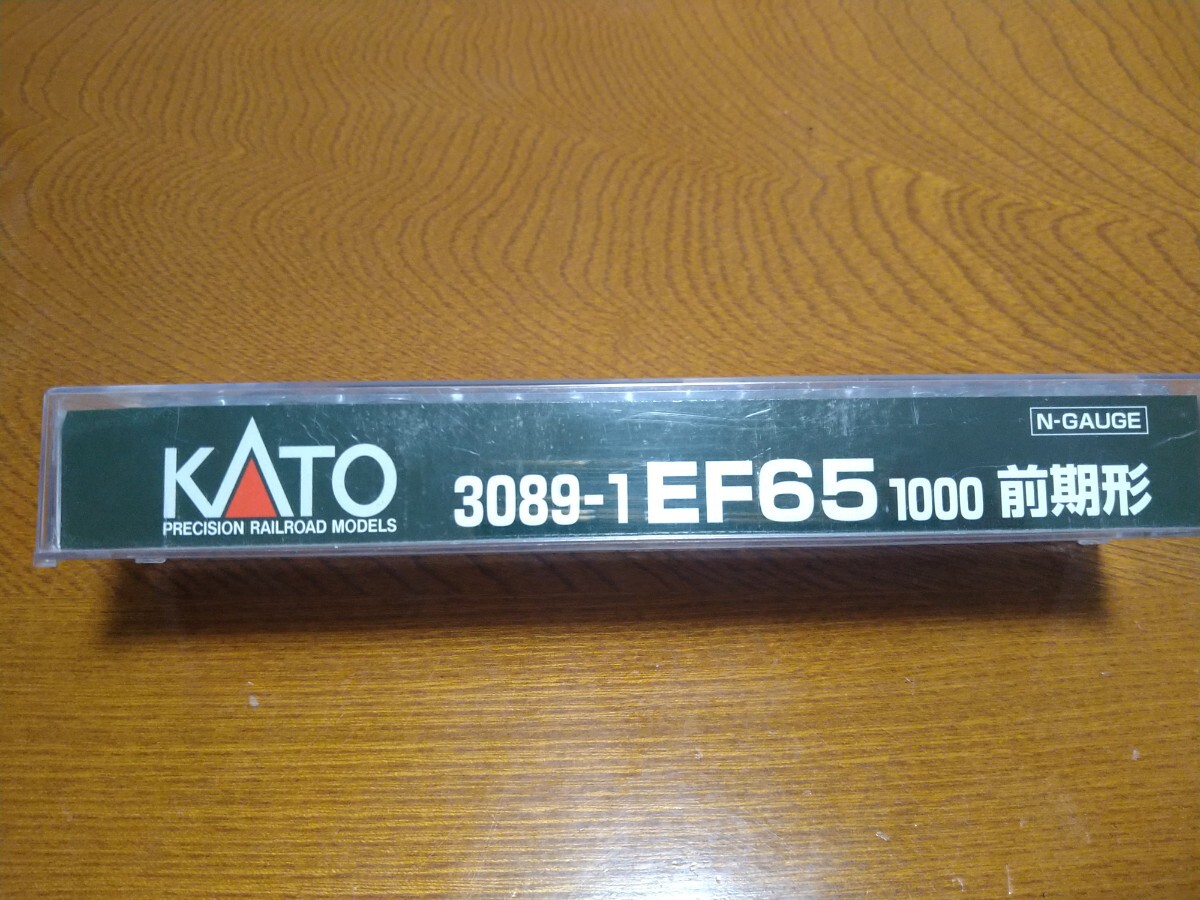 KATO
PRECISION RAILROAD MODELS
3089-1 EF65 1000 前期形
N-GAUGE